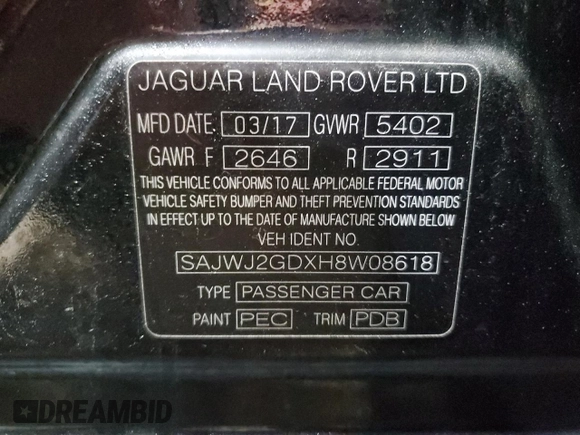 JAGUAR LAND ROVER LTD
MFD DATE 03/17 GVWR 5402
GAWR F 2646 R 2911
THIS VEHICLE CONFORMS TO ALL APPLICABLE FEDERAL MOTOR
VEHICLE SAFETY BUMPER AND THEFT PREVENTION STANDARDS
IN EFFECT UP TO THE DATE OF MANUFACTURE SHOWN BELOW
VEH IDENT NO.
SAJWJ2GDXH8W08618
TYPE PASSENGER CAR
PAINT PEC TRIM PDB
DREAMBID